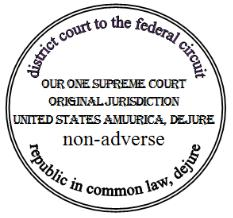 district court to the federal circuit
OUR ONE SUPREME COURT
ORIGINAL JURISDICTION
UNITED STATES AMUURICA, DEJURE
non-adverse
republic in common law, dejure